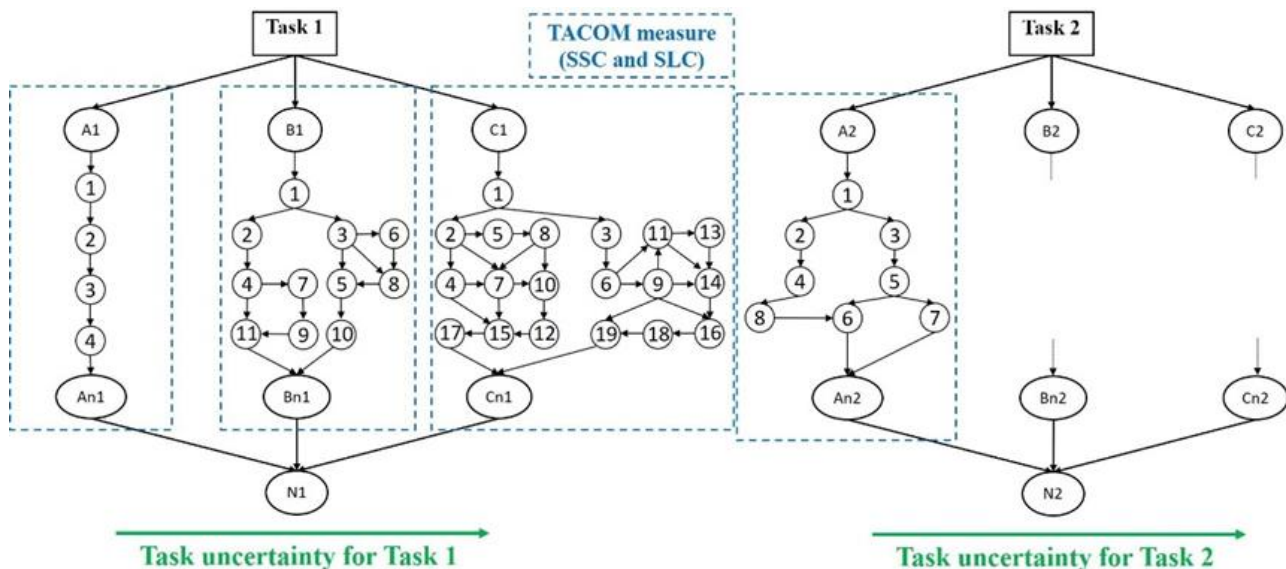 Task 1
TACOM measure
(SSC and SLC)
Task 2
A1
B1
C1
A2
B2
C2
1
1
1
1
2
3
6
2
5
8
3
11
13
2
3
2
4
7
5
8
4
7
10
6
9
14
4
5
3
11
9
10
17
15
12
19
18
16
8
6
7
4
An1
Bn1
Cn1
An2
Bn2
Cn2
N1
N2
Task uncertainty for Task 1
Task uncertainty for Task 2